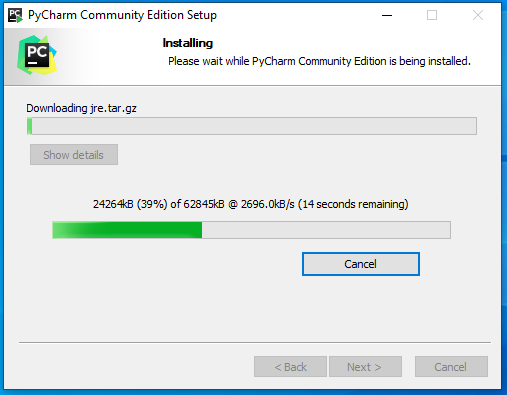 PyCharm Community Edition Setup
PC
Installing
Please wait while PyCharm Community Edition is being installed.
Downloading jre.tar.gz
Show details
24264kB (39%) of 62845kB @ 2696.0kB/s (14 seconds remaining)
Cancel
< Back
Next >
Cancel